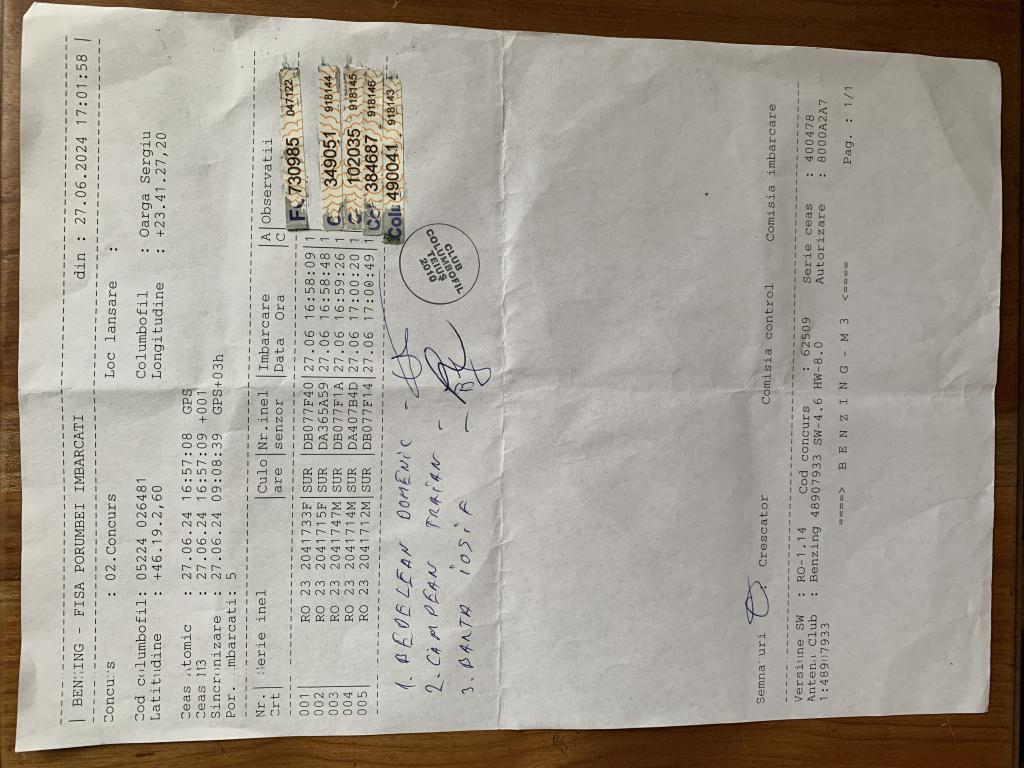 | BENZING - FISA PORUMBEI IMBARCATI din : 27.06.2024 17:01:58 |
Concurs : 02.Concurs Loc lansare :
Cod columbofil: 05224 026481 Columbofil : Oarga Sergiu
Latitudine : +46.19.2,60 Longitudine : +23.41.27,20
Ceas Atomic : 27.06.24 16:57:08 GPS
Ceas M3 : 27.06.24 16:57:09 +001
Sincronizare : 27.06.24 09:08:39 GPS+03h
Por. imbarcati: 5
Nr.| Serie inel |Culo|Nr.inel |Imbarcare |A|Observatii
Crt| |are |senzor |Data Ora |C|
001| RO 23 2041733F|SUR |DB077F40|27.06 16:58:09|1 730985 047122
002| RO 23 2041715F|SUR |DA365A59|27.06 16:58:48|1 349051 918144
003| RO 23 2041747M|SUR |DB077F1A|27.06 16:59:26|1 102035 918145
004| RO 23 2041714M|SUR |DA407B4D|27.06 17:00:20|1 384687 918146
005| RO 23 2041712M|SUR |DB077F14|27.06 17:00:49|1 490041 918143
1. BEDELEAN DOMENIC -
2. CAMPEAN TRAIAN -
3. BANTA IOSIF -
CLUB
COLUMBOFIL
TEIUȘ
2010
Semnaturi Crescator Comisia control Comisia imbarcare
Versiune SW : RO-1.14 Cod concurs : 62509 Serie ceas : 400478
Antena Club : Benzing 48907933 SW-4.6 HW-8.0 Autorizare : 8000A2A7
1:48907933
====> B E N Z I N G - M 3 <==== Pag. : 1/1